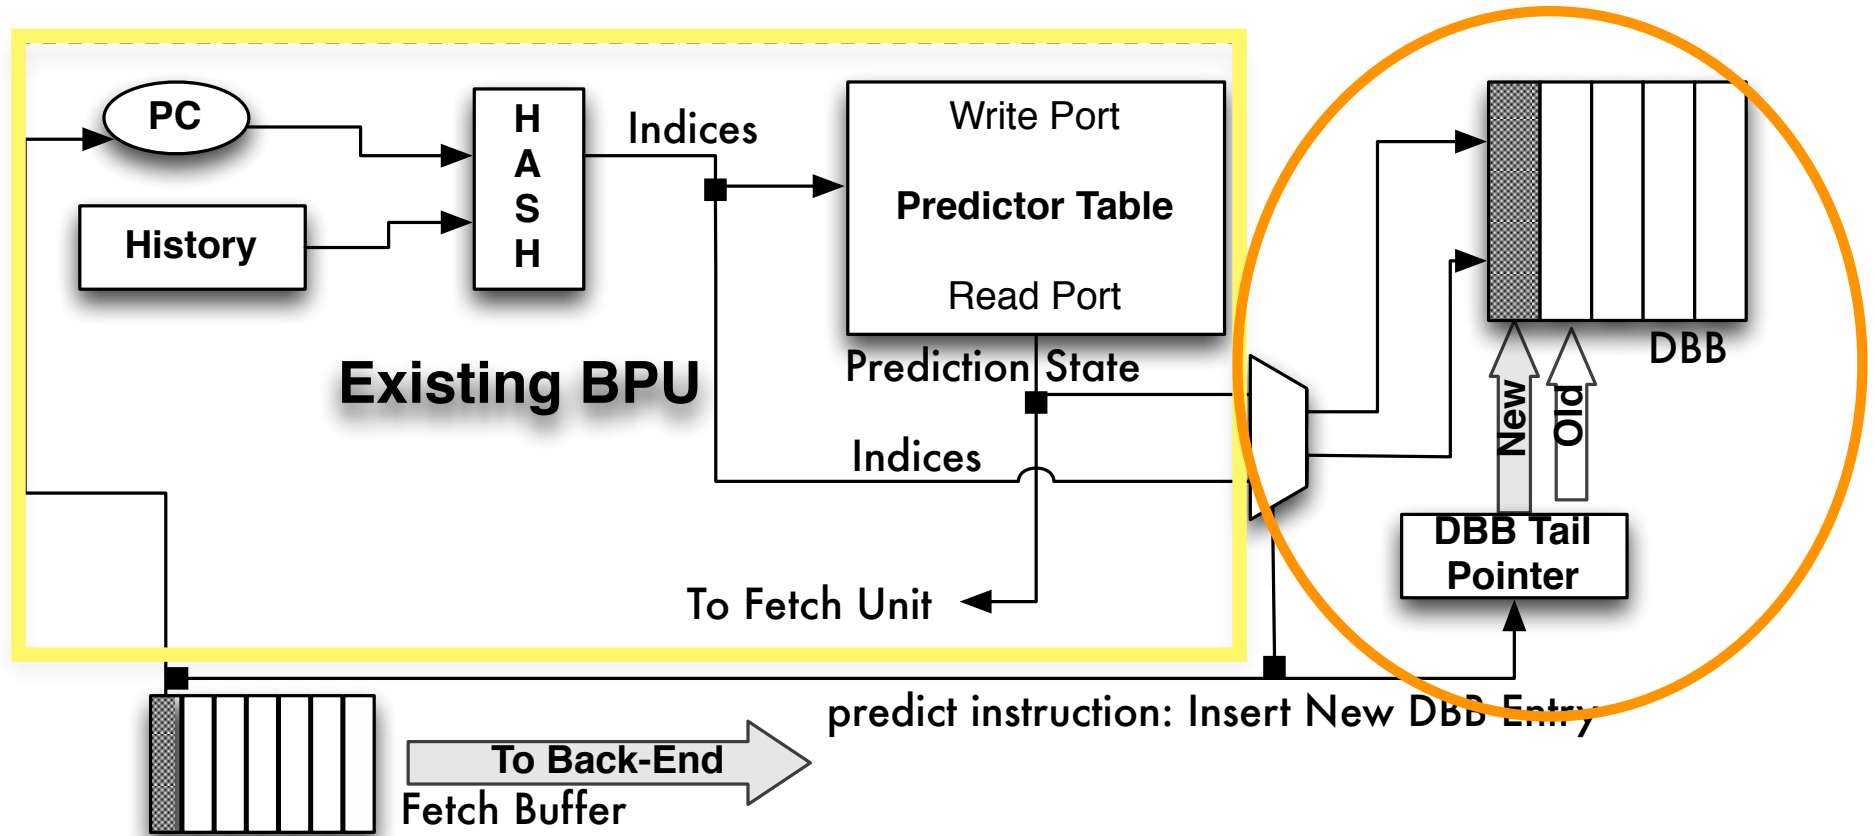 PC
History
H
A
S
H
Indices
Write Port
Predictor Table
Read Port
Prediction State
Existing BPU
Indices
To Fetch Unit
DBB
New
Old
DBB Tail
Pointer
predict instruction: Insert New DBB Entry
To Back-End
Fetch Buffer